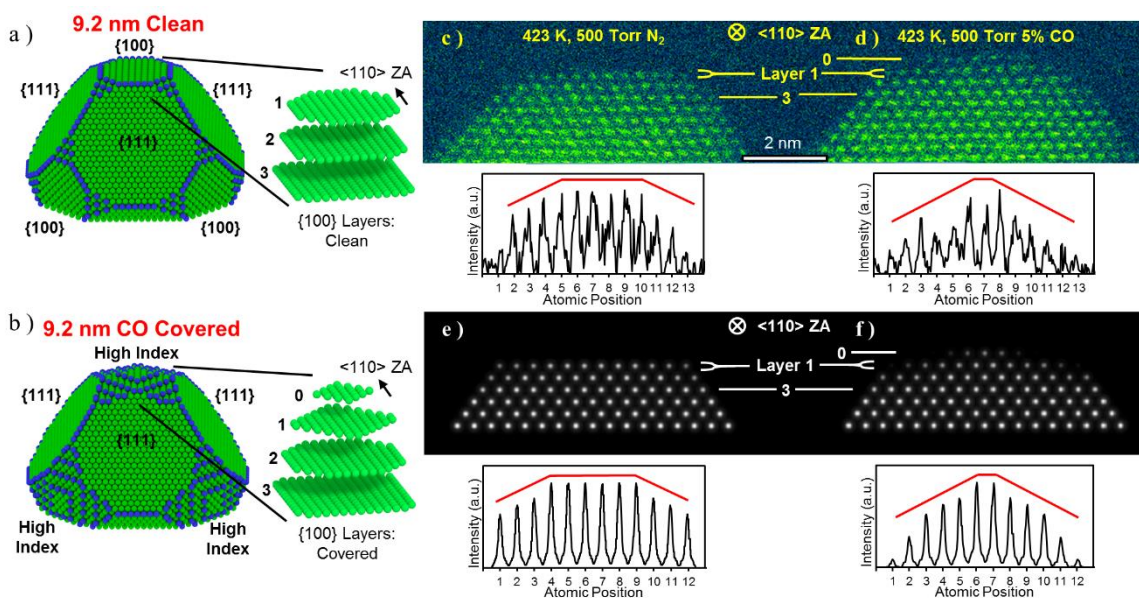 a )
9.2 nm Clean
{100}
{111}
{111}
{111}
{100}
{100}
<110> ZA
1
2
3
{100} Layers:
Clean
b )
9.2 nm CO Covered
High Index
{111}
{111}
{111}
High
Index
High
Index
<110> ZA
0
1
2
3
{100} Layers:
Covered
c )
423 K, 500 Torr N₂
⊗ <110> ZA
d )
423 K, 500 Torr 5% CO
0
Layer 1
3
2 nm
Intensity (a.u.)
1 2 3 4 5 6 7 8 9 10 11 12 13
Atomic Position
Intensity (a.u.)
1 2 3 4 5 6 7 8 9 10 11 12 13
Atomic Position
e )
⊗ <110> ZA
f )
0
Layer 1
3
Intensity (a.u.)
1 2 3 4 5 6 7 8 9 10 11 12
Atomic Position
Intensity (a.u.)
1 2 3 4 5 6 7 8 9 10 11 12
Atomic Position